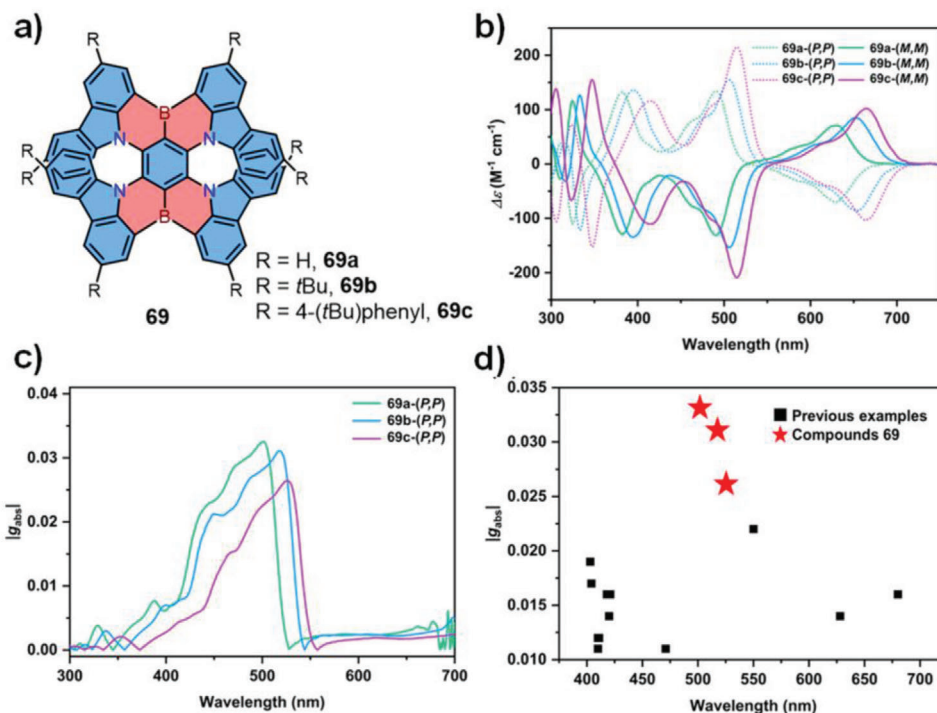 a)
R
R
B
N
N
R
R
R
R
N
N
B
R
R
R = H, 69a
R = tBu, 69b
R = 4-(tBu)phenyl, 69c
69
b)
69a-(P,P) 69a-(M,M)
69b-(P,P) 69b-(M,M)
69c-(P,P) 69c-(M,M)
200
100
0
-100
-200
Δε (M⁻¹ cm⁻¹)
300 400 500 600 700
Wavelength (nm)
c)
69a-(P,P)
69b-(P,P)
69c-(P,P)
0.04
0.03
0.02
0.01
0.00
|gabs|
300 400 500 600 700
Wavelength (nm)
d)
Previous examples
Compounds 69
0.035
0.030
0.025
0.020
0.015
0.010
|gabs|
400 450 500 550 600 650 700
Wavelength (nm)